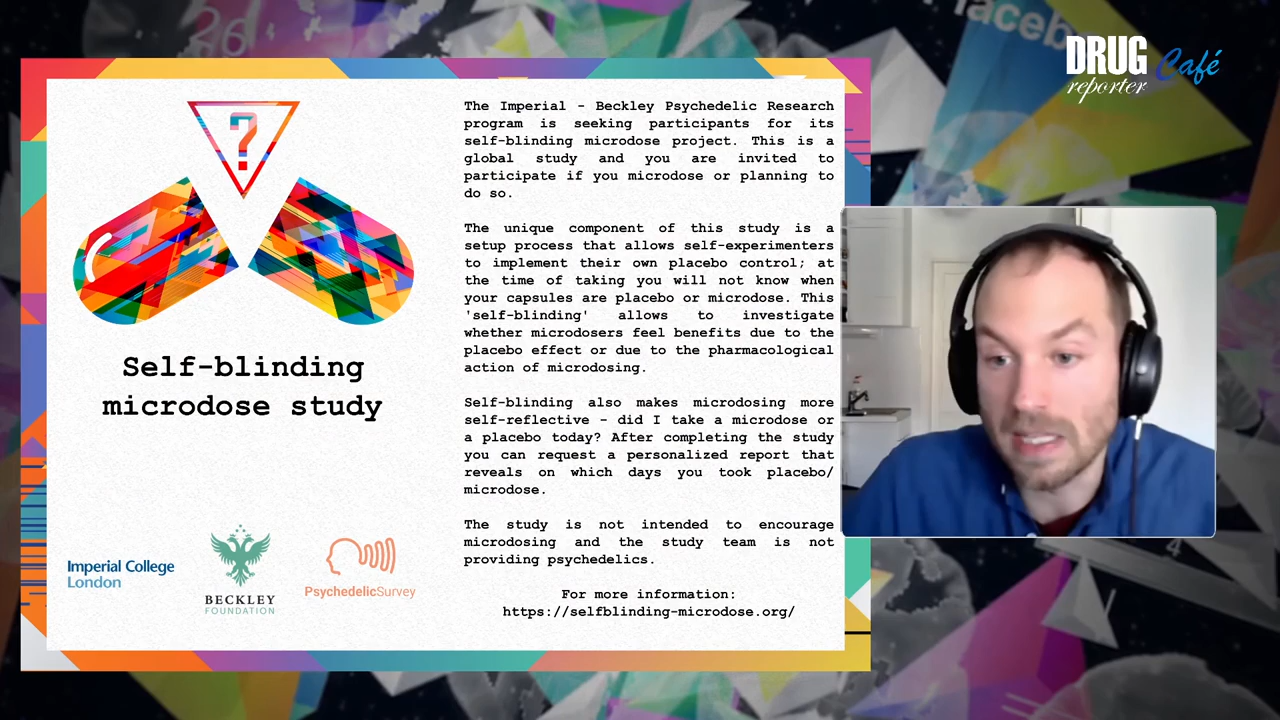 26
Placeb
DRUG
reporter
Café
?
Self-blinding
microdose study
Imperial College
London
BECKLEY
FOUNDATION
PsychedelicSurvey
The Imperial - Beckley Psychedelic Research
program is seeking participants for its
self-blinding microdose project. This is a
global study and you are invited to
participate if you microdose or planning to
do so.
The unique component of this study is a
setup process that allows self-experimenters
to implement their own placebo control; at
the time of taking you will not know when
your capsules are placebo or microdose. This
'self-blinding' allows to investigate
whether microdosers feel benefits due to the
placebo effect or due to the pharmacological
action of microdosing.
Self-blinding also makes microdosing more
self-reflective - did I take a microdose or
a placebo today? After completing the study
you can request a personalized report that
reveals on which days you took placebo/
microdose.
The study is not intended to encourage
microdosing and the study team is not
providing psychedelics.
For more information:
https://selfblinding-microdose.org/
4